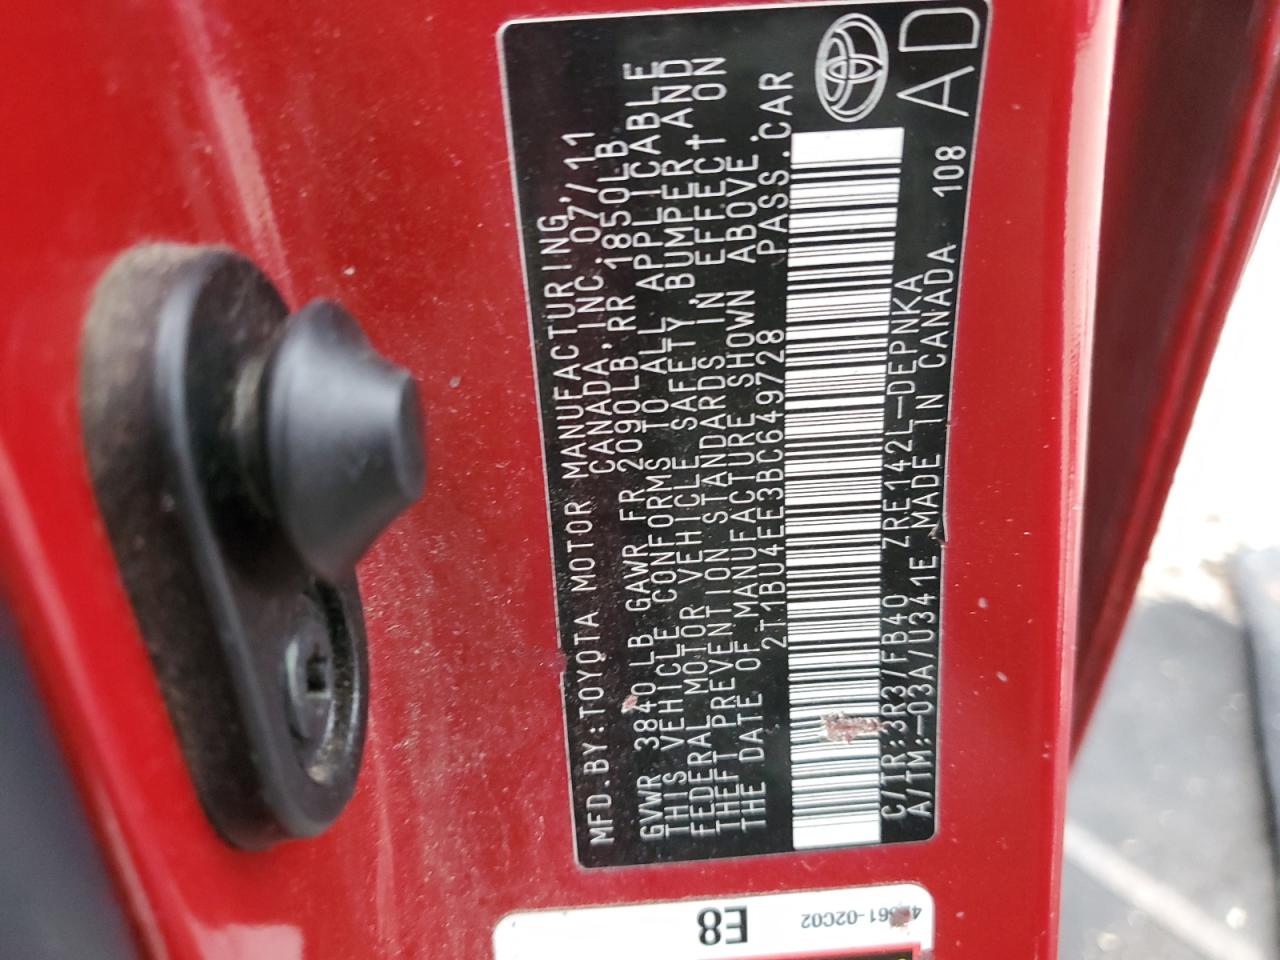 MFD.BY:TOYOTA MOTOR MANUFACTURING,
CANADA,INC.07/11
GVWR 3840LB GAWR FR 2090LB,RR 1850LB
THIS VEHICLE CONFORMS TO ALL APPLICABLE
FEDERAL MOTOR VEHICLE SAFETY,BUMPER AND
THEFT PREVENTION STANDARDS IN EFFECT ON
THE DATE OF MANUFACTURE SHOWN ABOVE.
2T1BU4EE3BC649728 PASS.CAR
C/TR:3R3/FB40 ZRE142L-DEPNKA
A/TM:-03A/U341E MADE IN CANADA 108
AD
E8